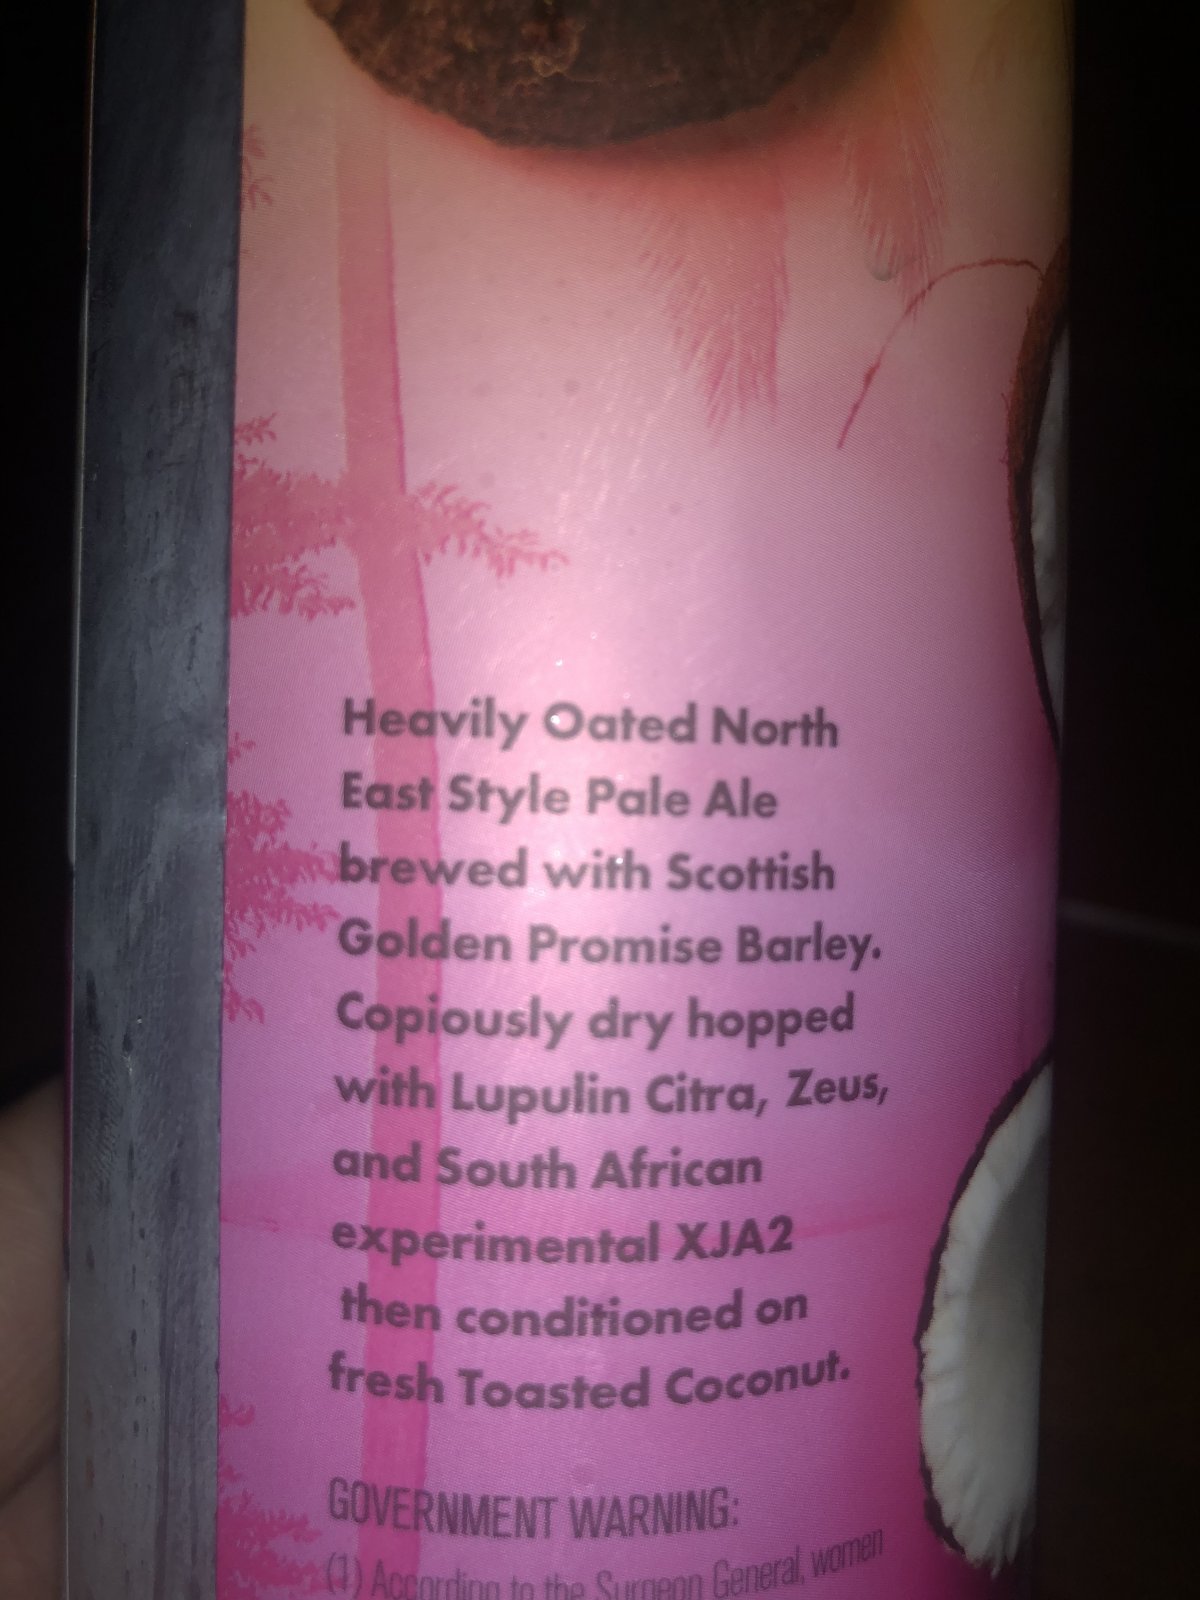 Heavily Oated North
East Style Pale Ale
brewed with Scottish
Golden Promise Barley.
Copiously dry hopped
with Lupulin Citra, Zeus,
and South African
experimental XJA2
then conditioned on
fresh Toasted Coconut.
GOVERNMENT WARNING:
(1) According to the Surgeon General, women